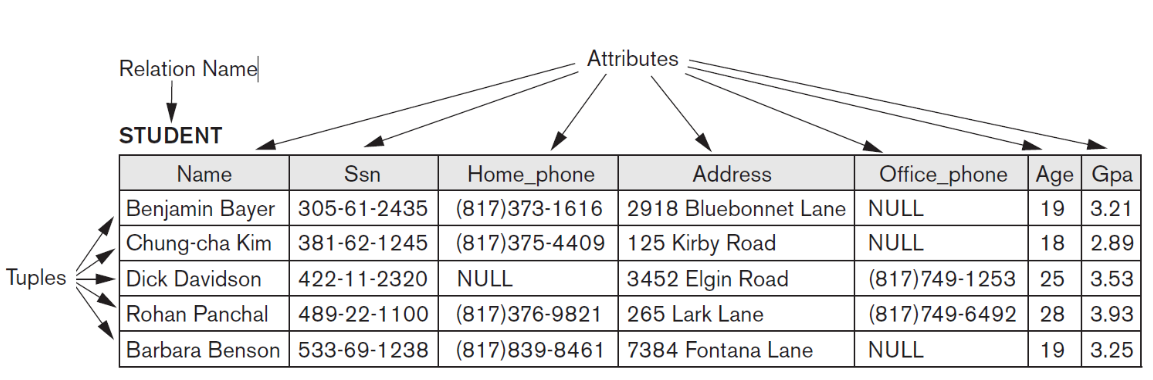 Attributes
Relation Name
STUDENT
Name Ssn Home_phone Address Office_phone Age Gpa
Benjamin Bayer 305-61-2435 (817)373-1616 2918 Bluebonnet Lane NULL 19 3.21
Chung-cha Kim 381-62-1245 (817)375-4409 125 Kirby Road NULL 18 2.89
Tuples Dick Davidson 422-11-2320 NULL 3452 Elgin Road (817)749-1253 25 3.53
Rohan Panchal 489-22-1100 (817)376-9821 265 Lark Lane (817)749-6492 28 3.93
Barbara Benson 533-69-1238 (817)839-8461 7384 Fontana Lane NULL 19 3.25